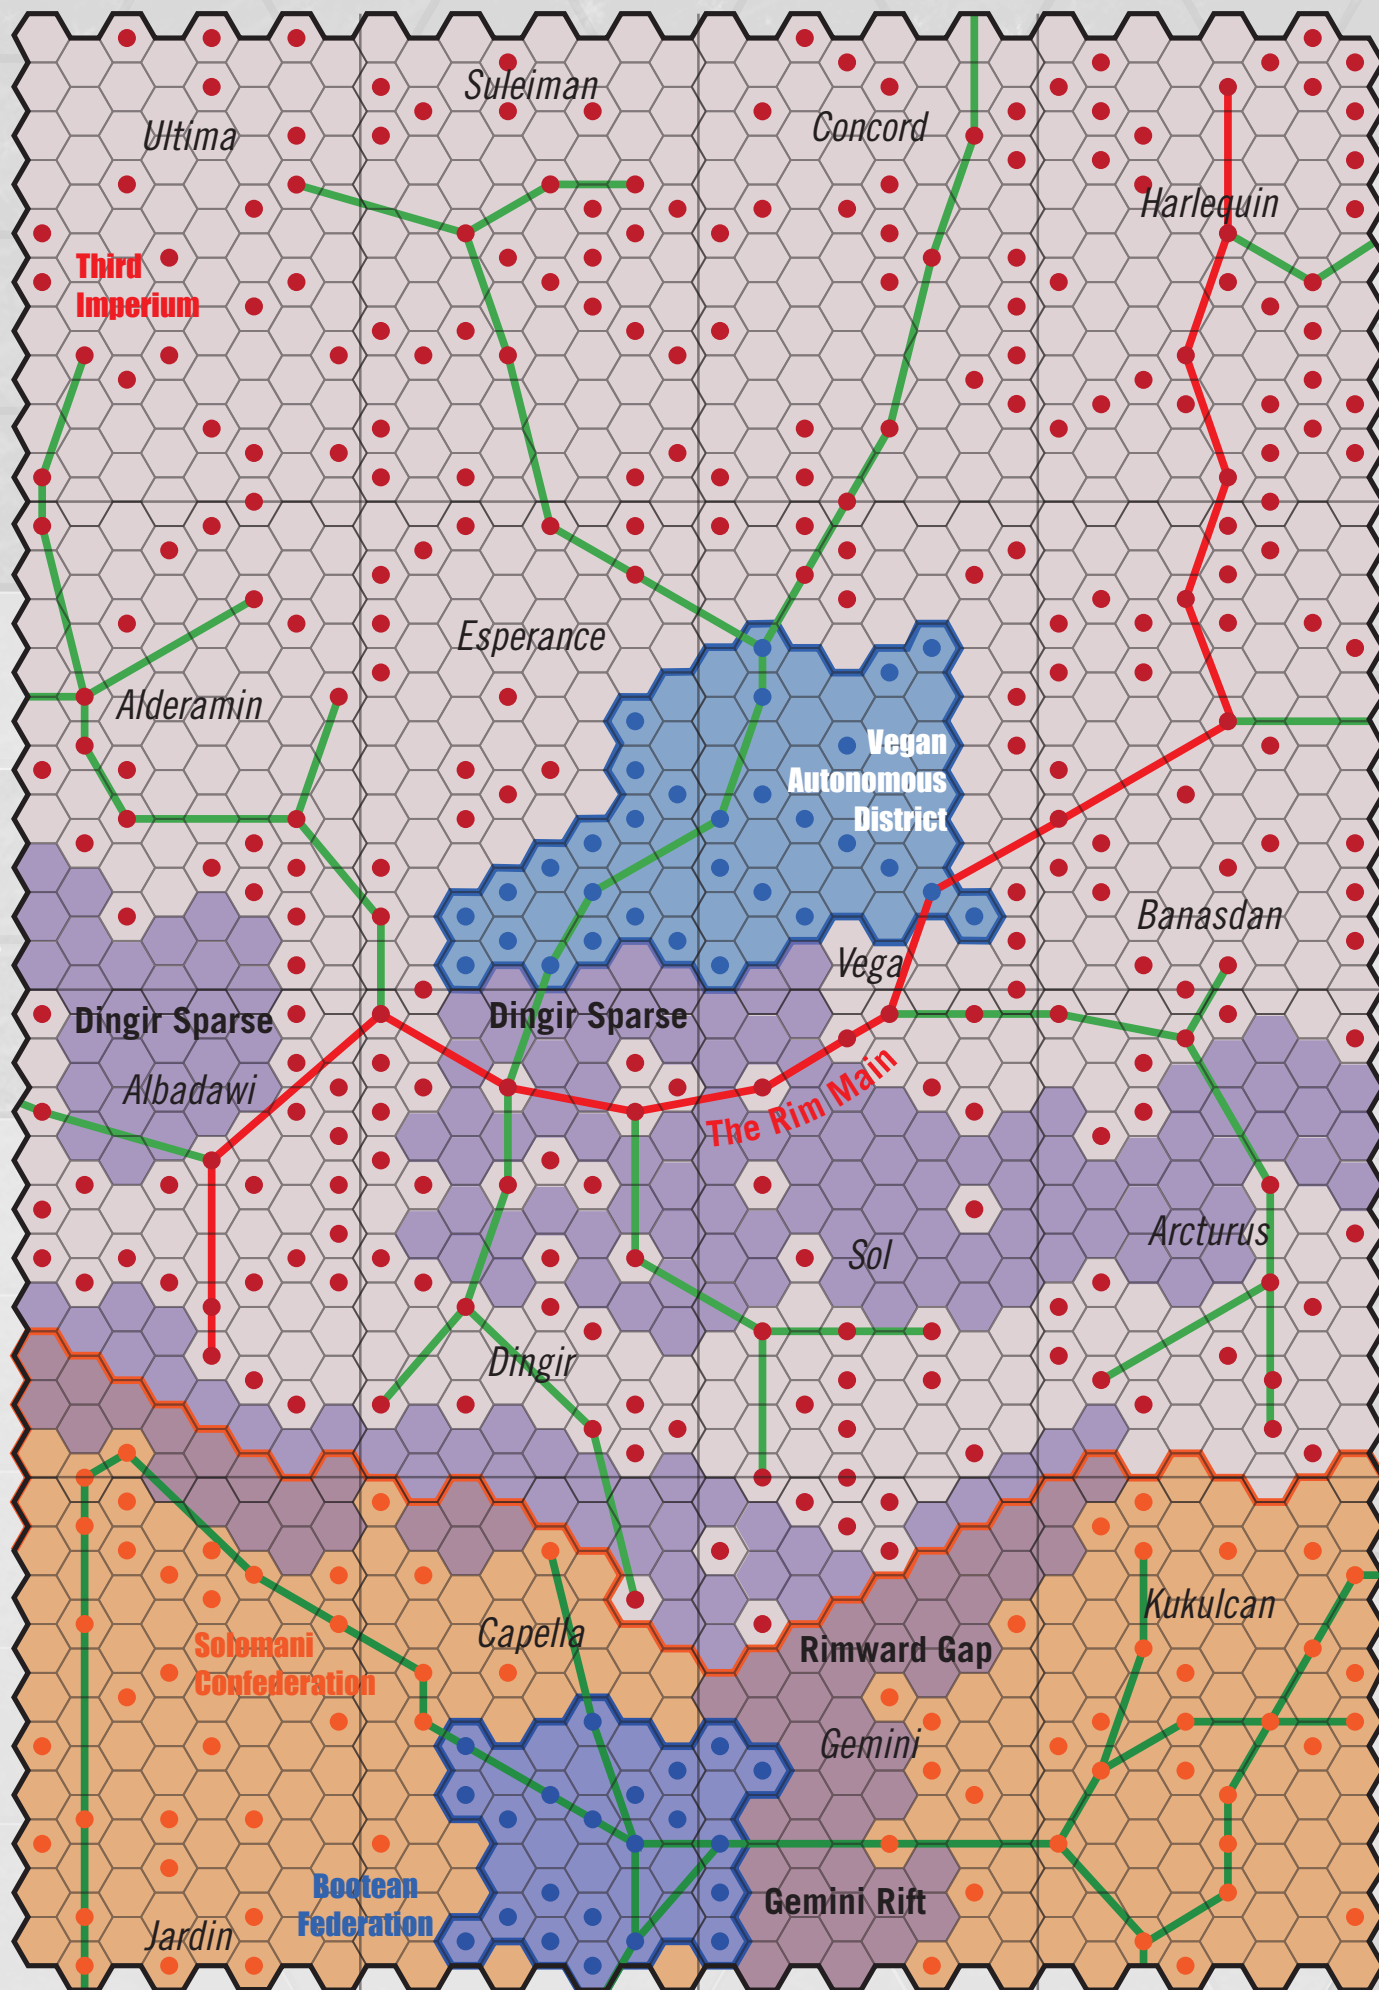 Suleiman
Ultima
Concord
Harlequin
Third
Imperium
Esperance
Alderamin
Vegan
Autonomous
District
Banasdan
Vega
Dingir Sparse
Dingir Sparse
Albadawi
The Rim Main
Arcturus
Sol
Dingir
Kukulcan
Capella
Solomani
Confederation
Rimward Gap
Gemini
Bootean
Federation
Gemini Rift
Jardin